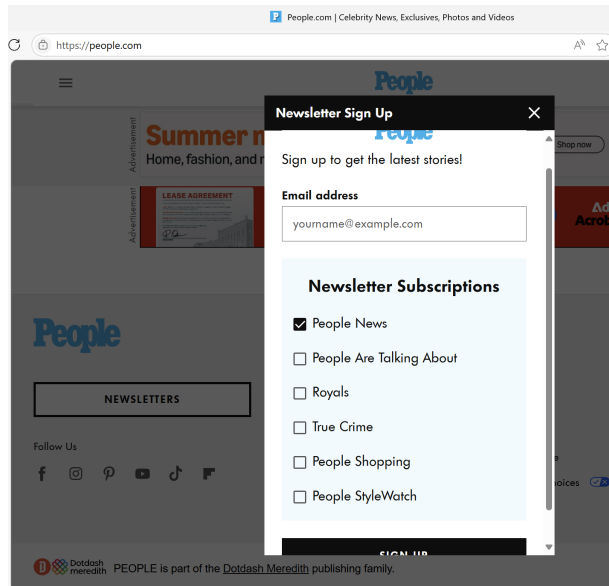 People.com | Celebrity News, Exclusives, Photos and Videos
https://people.com
People
Newsletter Sign Up
People
Advertisement
Summer
Home, fashion, and
Shop now
Sign up to get the latest stories!
Advertisement
LEASE AGREEMENT
Email address
yourname@example.com
Newsletter Subscriptions
People News
People Are Talking About
Royals
True Crime
People Shopping
People StyleWatch
SIGN UP
People
NEWSLETTERS
Follow Us
Dotdash
meredith
PEOPLE is part of the Dotdash Meredith publishing family.